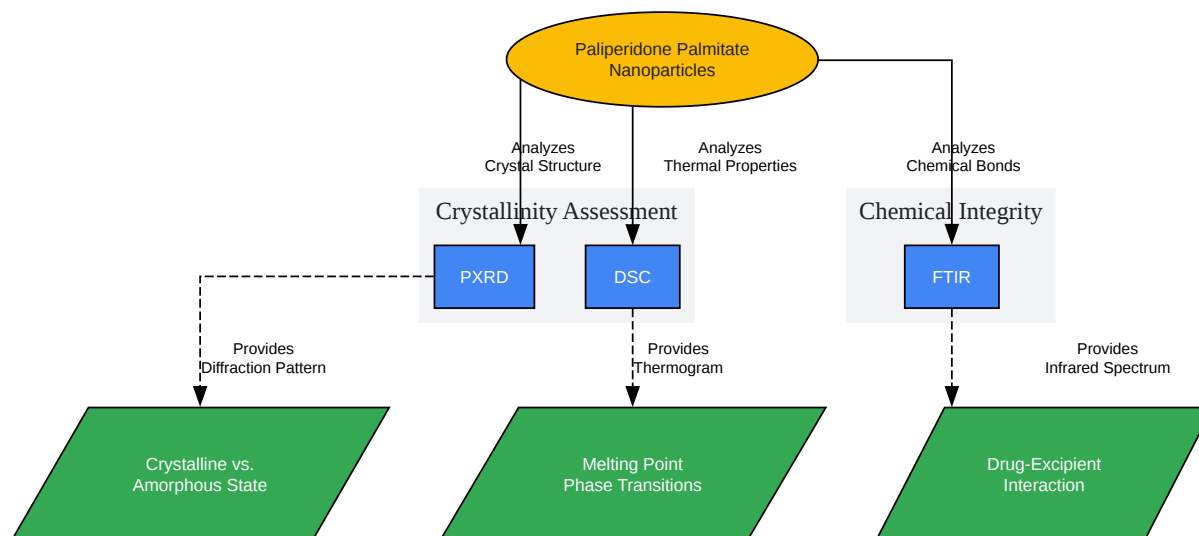 Paliperidone Palmitate
Nanoparticles
Analyzes
Crystal Structure
Analyzes
Thermal Properties
Analyzes
Chemical Bonds
Crystallinity Assessment
Chemical Integrity
PXRD
DSC
FTIR
Provides
Diffraction Pattern
Provides
Thermogram
Provides
Infrared Spectrum
Crystalline vs.
Amorphous State
Melting Point
Phase Transitions
Drug-Excipient
Interaction